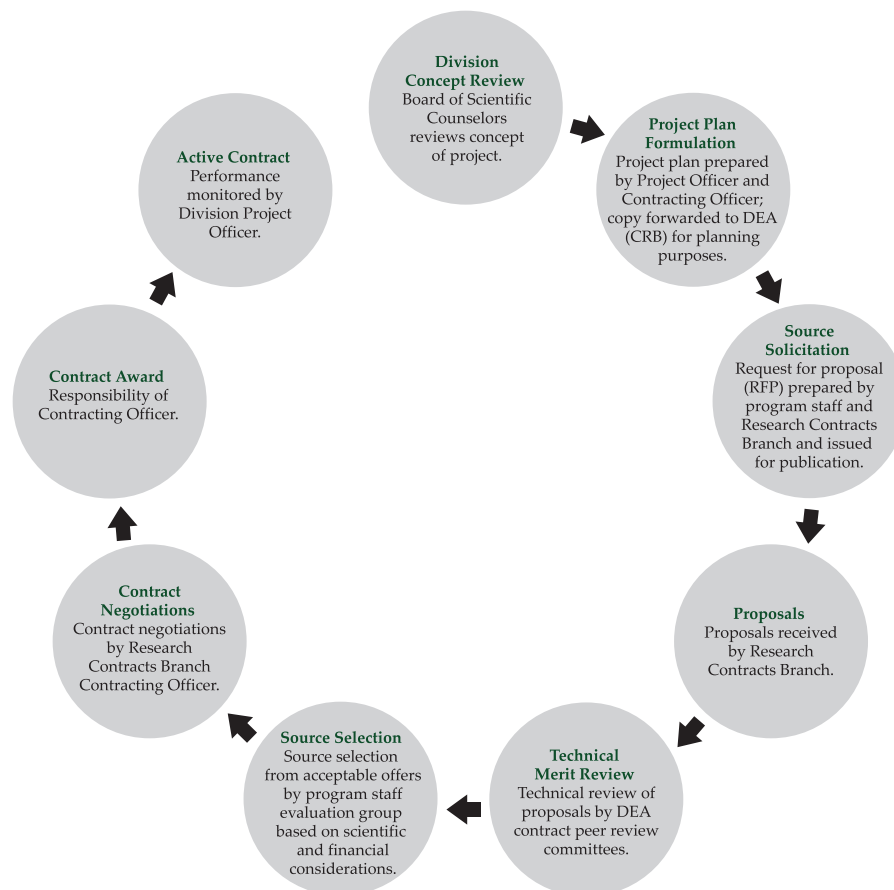 Division
Concept Review
Board of Scientific
Counselors
reviews concept
of project.
Project Plan
Formulation
Project plan prepared
by Project Officer and
Contracting Officer;
copy forwarded to DEA
(CRB) for planning
purposes.
Source
Solicitation
Request for proposal
(RFP) prepared by
program staff and
Research Contracts
Branch and issued
for publication.
Proposals
Proposals received
by Research
Contracts Branch.
Technical
Merit Review
Technical review of
proposals by DEA
contract peer review
committees.
Source Selection
Source selection
from acceptable offers
by program staff
evaluation group
based on scientific
and financial
considerations.
Contract
Negotiations
Contract negotiations
by Research
Contracts Branch
Contracting Officer.
Contract Award
Responsibility of
Contracting Officer.
Active Contract
Performance
monitored by
Division Project
Officer.